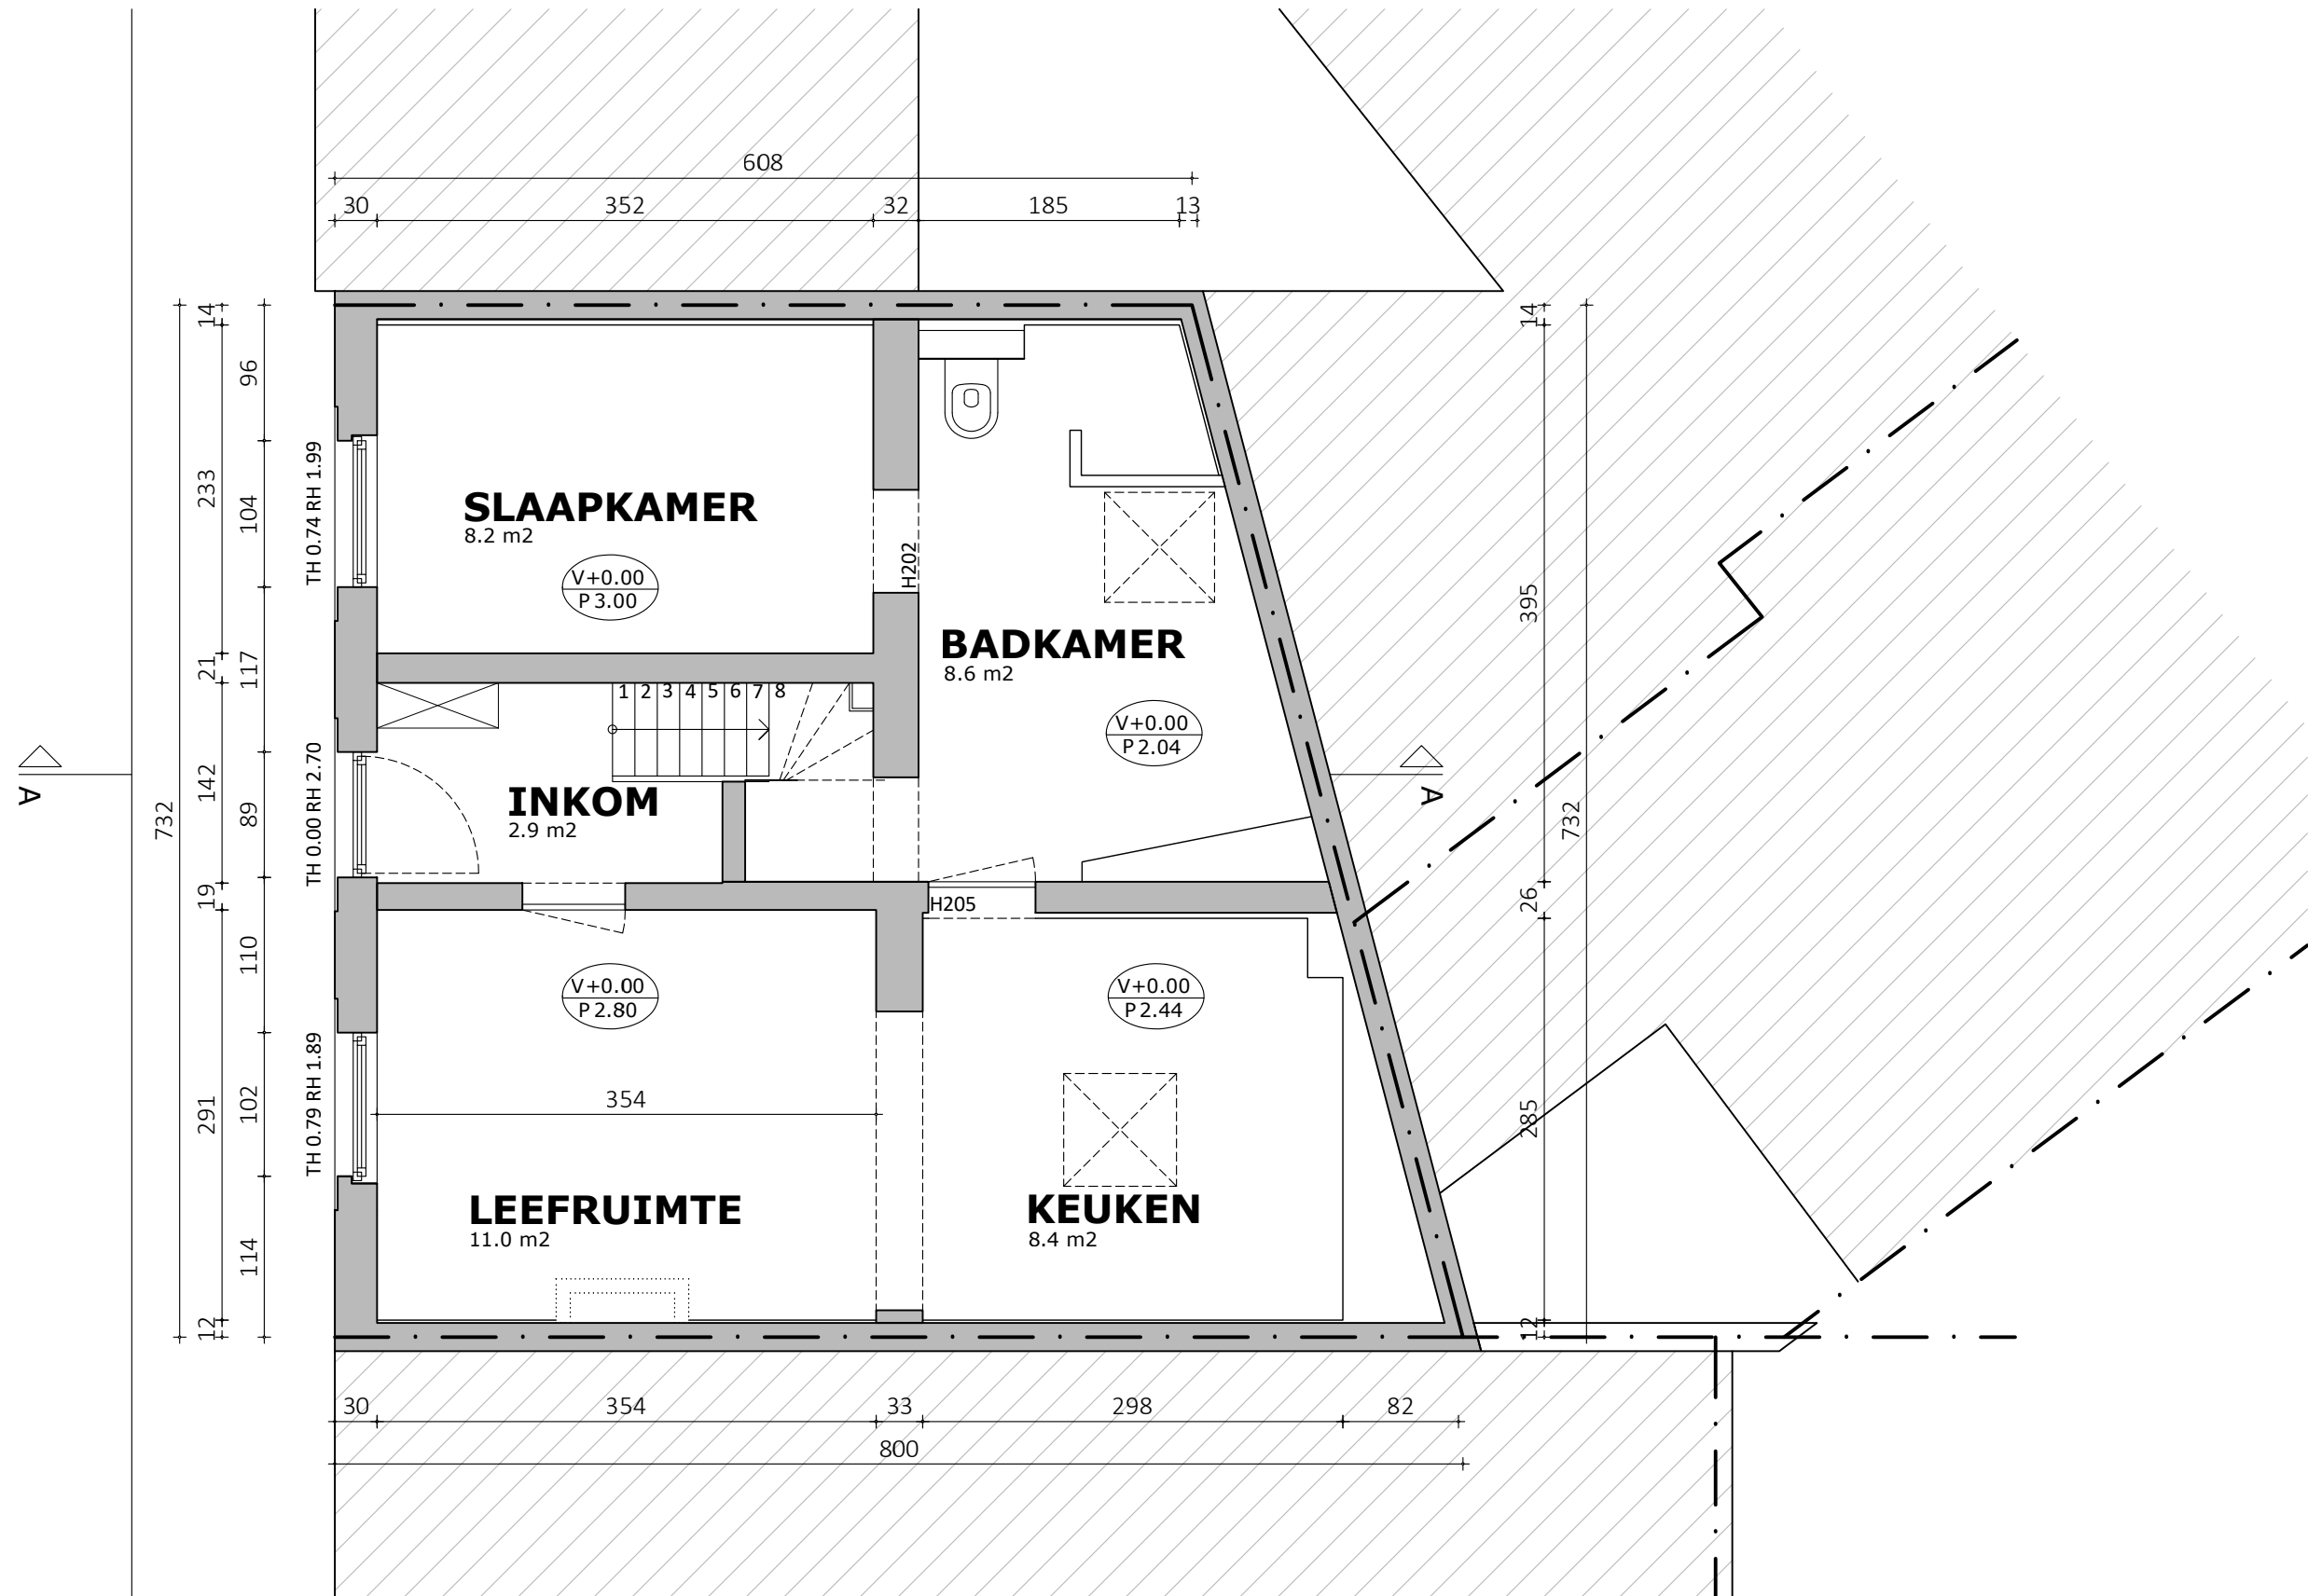 608
30 352 32 185 13
14
14
96
TH 0.74 RH 1.99
233
104
SLAAPKAMER
8.2 m2
H202
V+0.00
P 3.00
395
BADKAMER
8.6 m2
21
117
1 2 3 4 5 6 7 8
V+0.00
P 2.04
A
A
TH 0.00 RH 2.70
142
732
89
INKOM
2.9 m2
732
19
H205
26
110
V+0.00
P 2.80
V+0.00
P 2.44
TH 0.79 RH 1.89
291
102
354
285
LEEFRUIMTE
11.0 m2
KEUKEN
8.4 m2
114
12
12
30 354 33 298 82
800